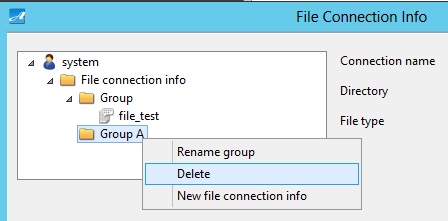 File Connection Info
system
File connection info
Group
file_test
Group A
Connection name
Directory
File type
Rename group
Delete
New file connection info